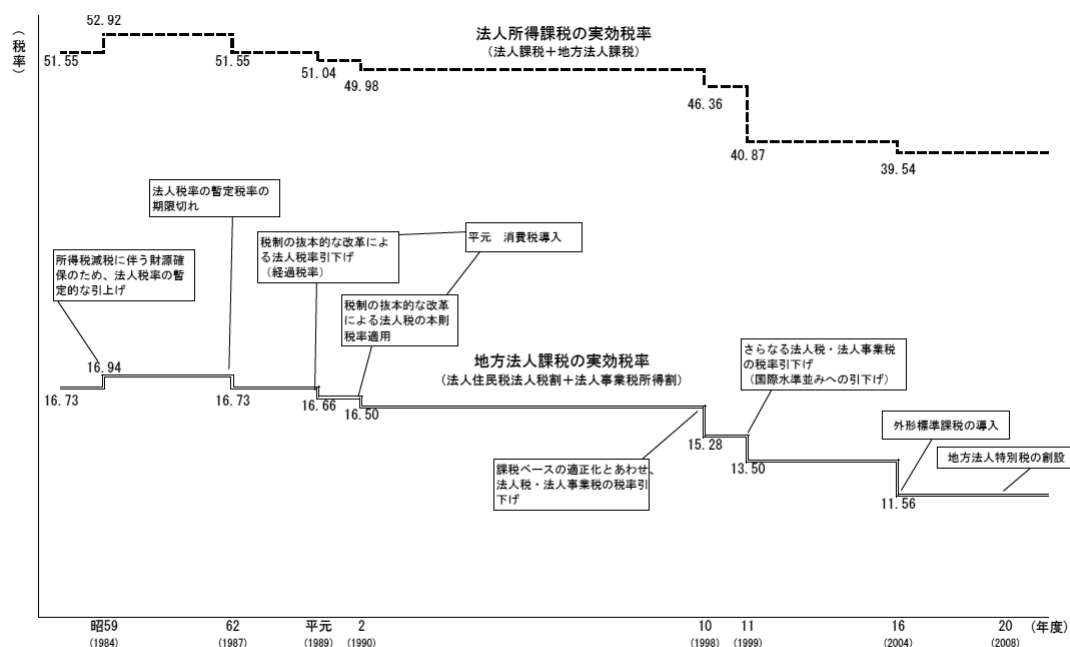 （税率）
法人所得課税の実効税率
（法人課税＋地方法人課税）
52.92
51.55
51.55
51.04
49.98
46.36
40.87
39.54
法人税率の暫定税率の
期限切れ
所得税減税に伴う財源確
保のため、法人税率の暫
定的な引上げ
税制の抜本的な改革によ
る法人税率引下げ
（経過税率）
平元　消費税導入
税制の抜本的な改革
による法人税の本則
税率適用
地方法人課税の実効税率
（法人住民税法人税割＋法人事業税所得割）
さらなる法人税・法人事業税
の税率引下げ
（国際水準並みへの引下げ）
外形標準課税の導入
地方法人特別税の創設
課税ベースの適正化とあわせ、
法人税・法人事業税の税率引
下げ
16.94
16.73
16.73
16.66
16.50
15.28
13.50
11.56
昭59 62 平元 2 10 11 16 20 （年度）
(1984) (1987) (1989) (1990) (1998) (1999) (2004) (2008)